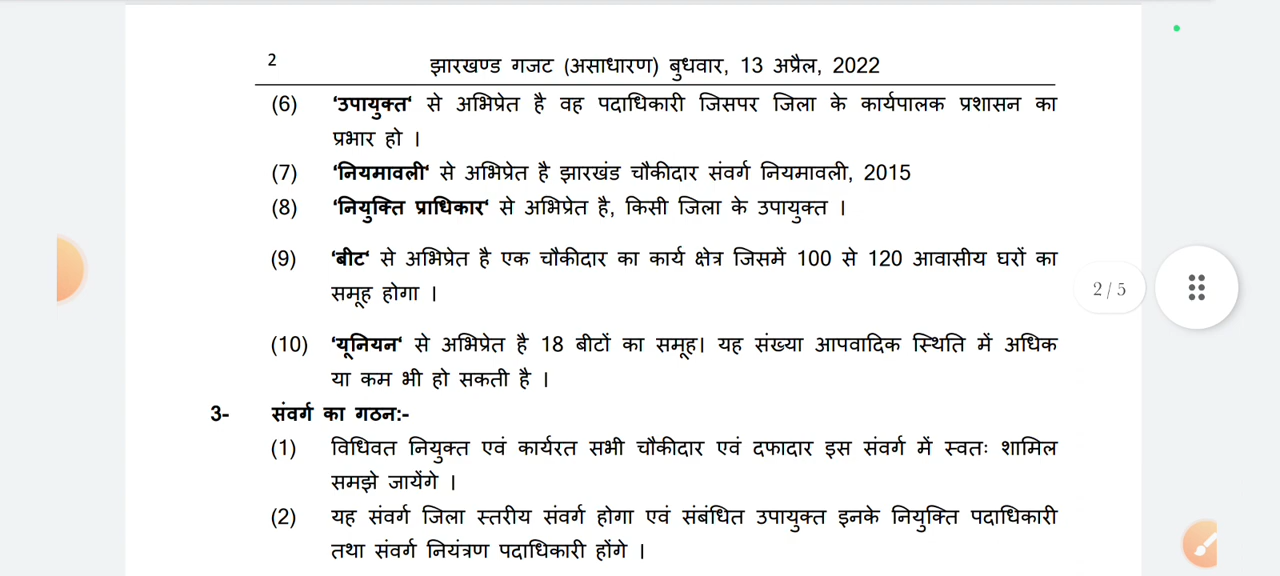 2
झारखण्ड गजट (असाधारण) बुधवार, 13 अप्रैल, 2022
(6) ‘उपायुक्त‘ से अभिप्रेत है वह पदाधिकारी जिसपर जिला के कार्यपालक प्रशासन का
प्रभार हो ।
(7) ‘नियमावली‘ से अभिप्रेत है झारखंड चौकीदार संवर्ग नियमावली, 2015
(8) ‘नियुक्ति प्राधिकार‘ से अभिप्रेत है, किसी जिला के उपायुक्त ।
(9) ‘बीट‘ से अभिप्रेत है एक चौकीदार का कार्य क्षेत्र जिसमें 100 से 120 आवासीय घरों का
समूह होगा ।
2 / 5
(10) ‘यूनियन‘ से अभिप्रेत है 18 बीटों का समूह। यह संख्या आपवादिक स्थिति में अधिक
या कम भी हो सकती है ।
3- संवर्ग का गठन:-
(1) विधिवत नियुक्त एवं कार्यरत सभी चौकीदार एवं दफादार इस संवर्ग में स्वतः शामिल
समझे जायेंगे ।
(2) यह संवर्ग जिला स्तरीय संवर्ग होगा एवं संबंधित उपायुक्त इनके नियुक्ति पदाधिकारी
तथा संवर्ग नियंत्रण पदाधिकारी होंगे ।